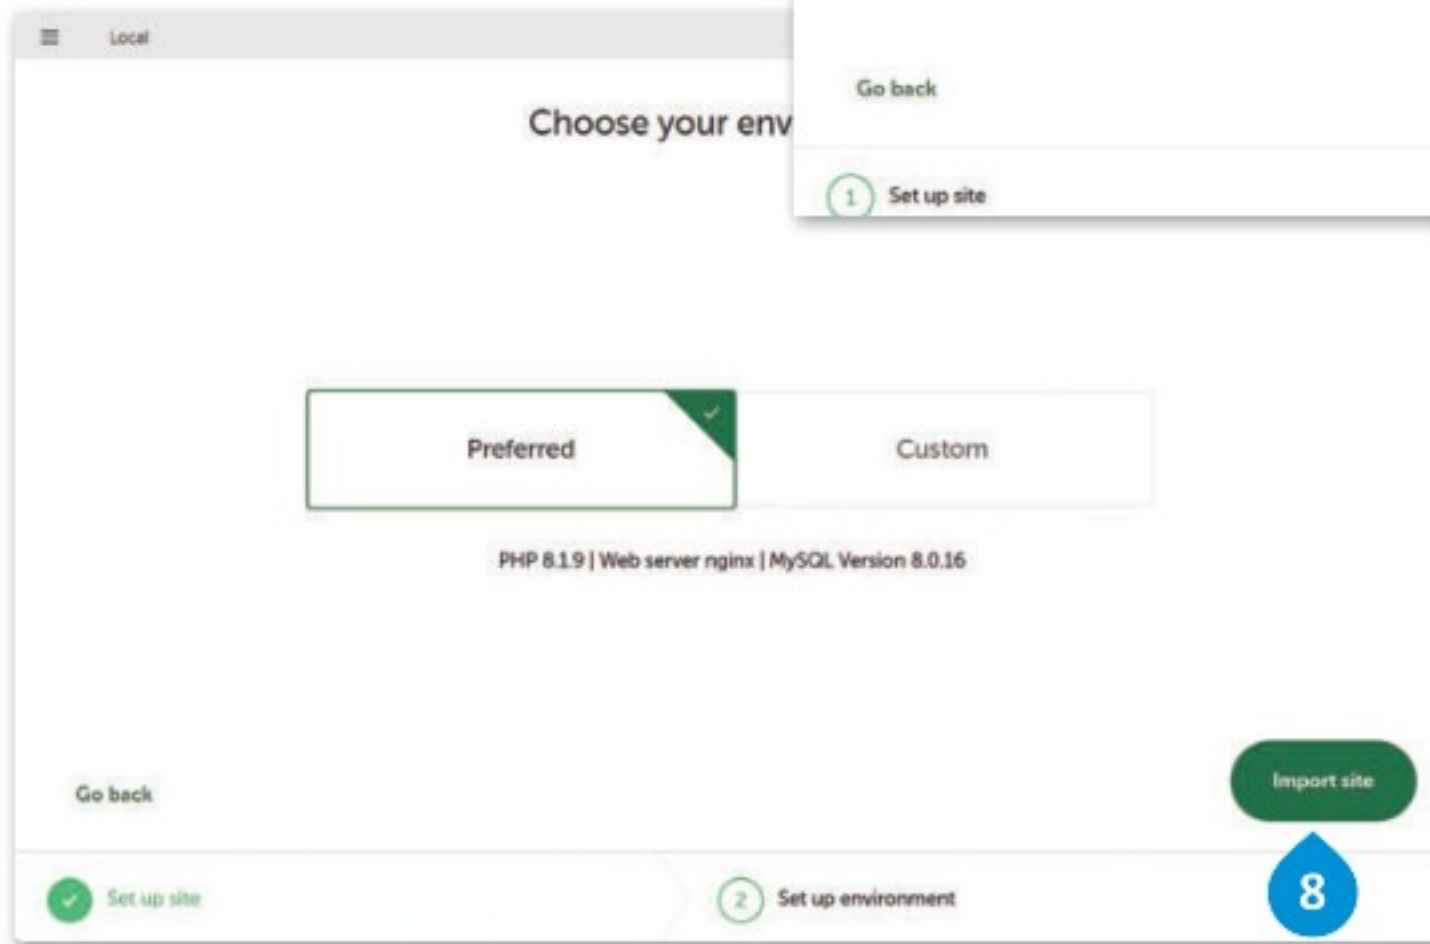 Local
Choose your env
Go back
1 Set up site
Preferred
Custom
PHP 8.1.9 | Web server nginx | MySQL Version 8.0.16
Go back
Import site
Set up site
2 Set up environment
8